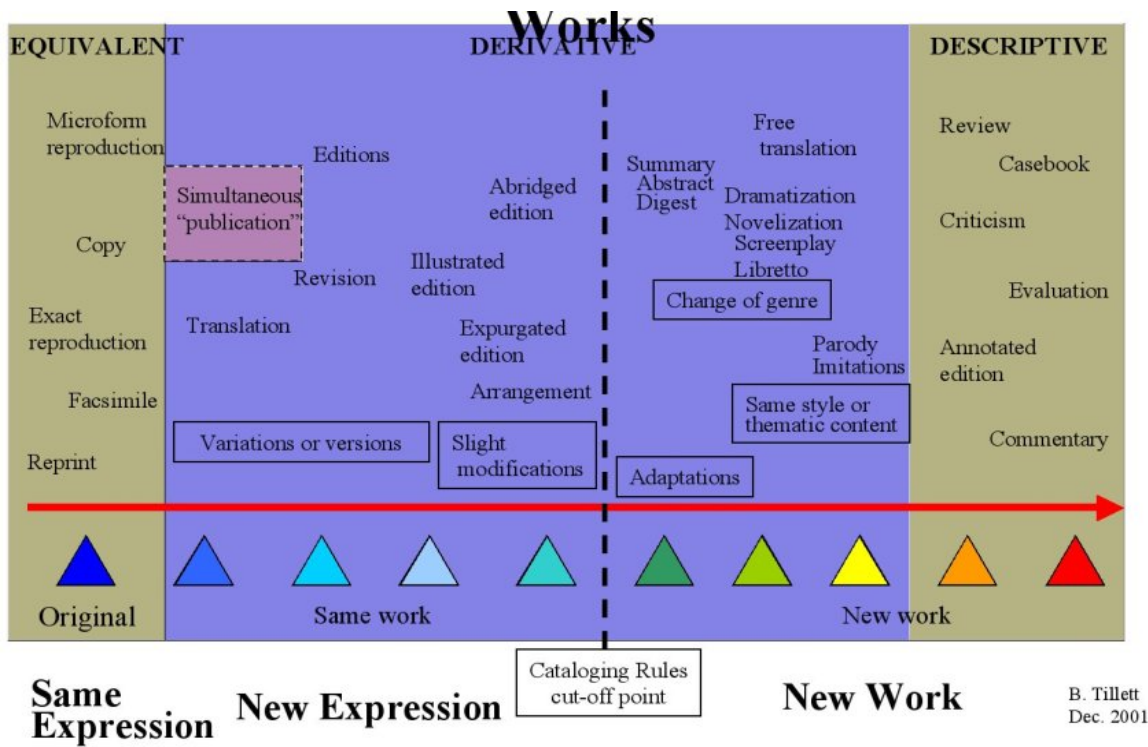 Works
EQUIVALENT
DERIVATIVE
DESCRIPTIVE
Microform
reproduction
Copy
Exact
reproduction
Facsimile
Reprint
Simultaneous
“publication”
Editions
Revision
Translation
Abridged
edition
Illustrated
edition
Expurgated
edition
Arrangement
Variations or versions
Slight
modifications
Summary
Abstract
Digest
Free
translation
Dramatization
Novelization
Screenplay
Libretto
Change of genre
Parody
Imitations
Same style or
thematic content
Adaptations
Review
Casebook
Criticism
Evaluation
Annotated
edition
Commentary
Original
Same work
New work
Same
Expression
New Expression
Cataloging Rules
cut-off point
New Work
B. Tillett
Dec. 2001